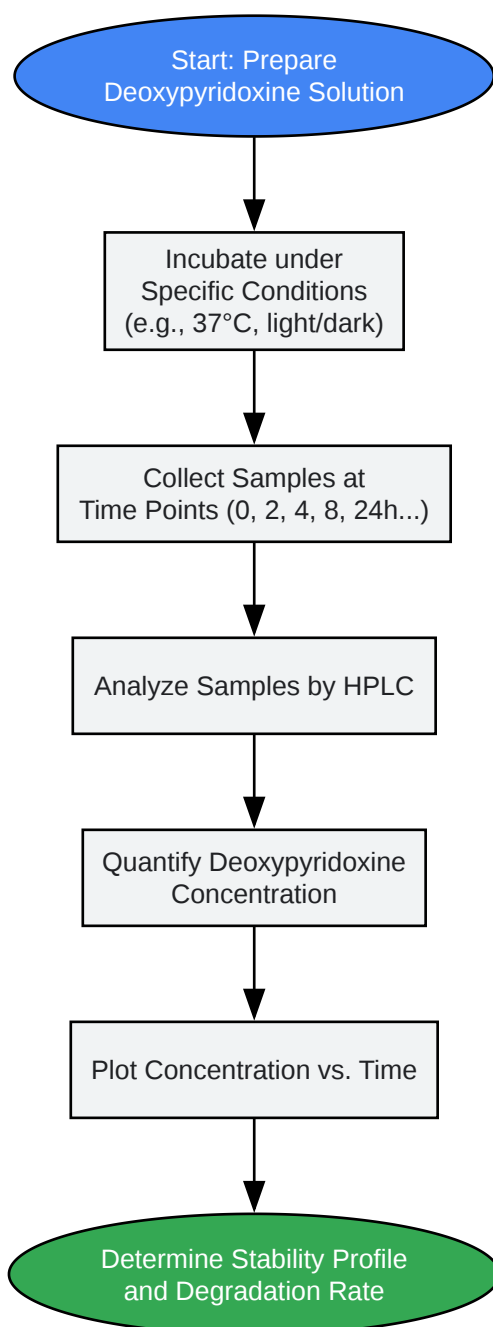 Start: Prepare
Deoxypyridoxine Solution
Incubate under
Specific Conditions
(e.g., 37°C, light/dark)
Collect Samples at
Time Points (0, 2, 4, 8, 24h...)
Analyze Samples by HPLC
Quantify Deoxypyridoxine
Concentration
Plot Concentration vs. Time
Determine Stability Profile
and Degradation Rate